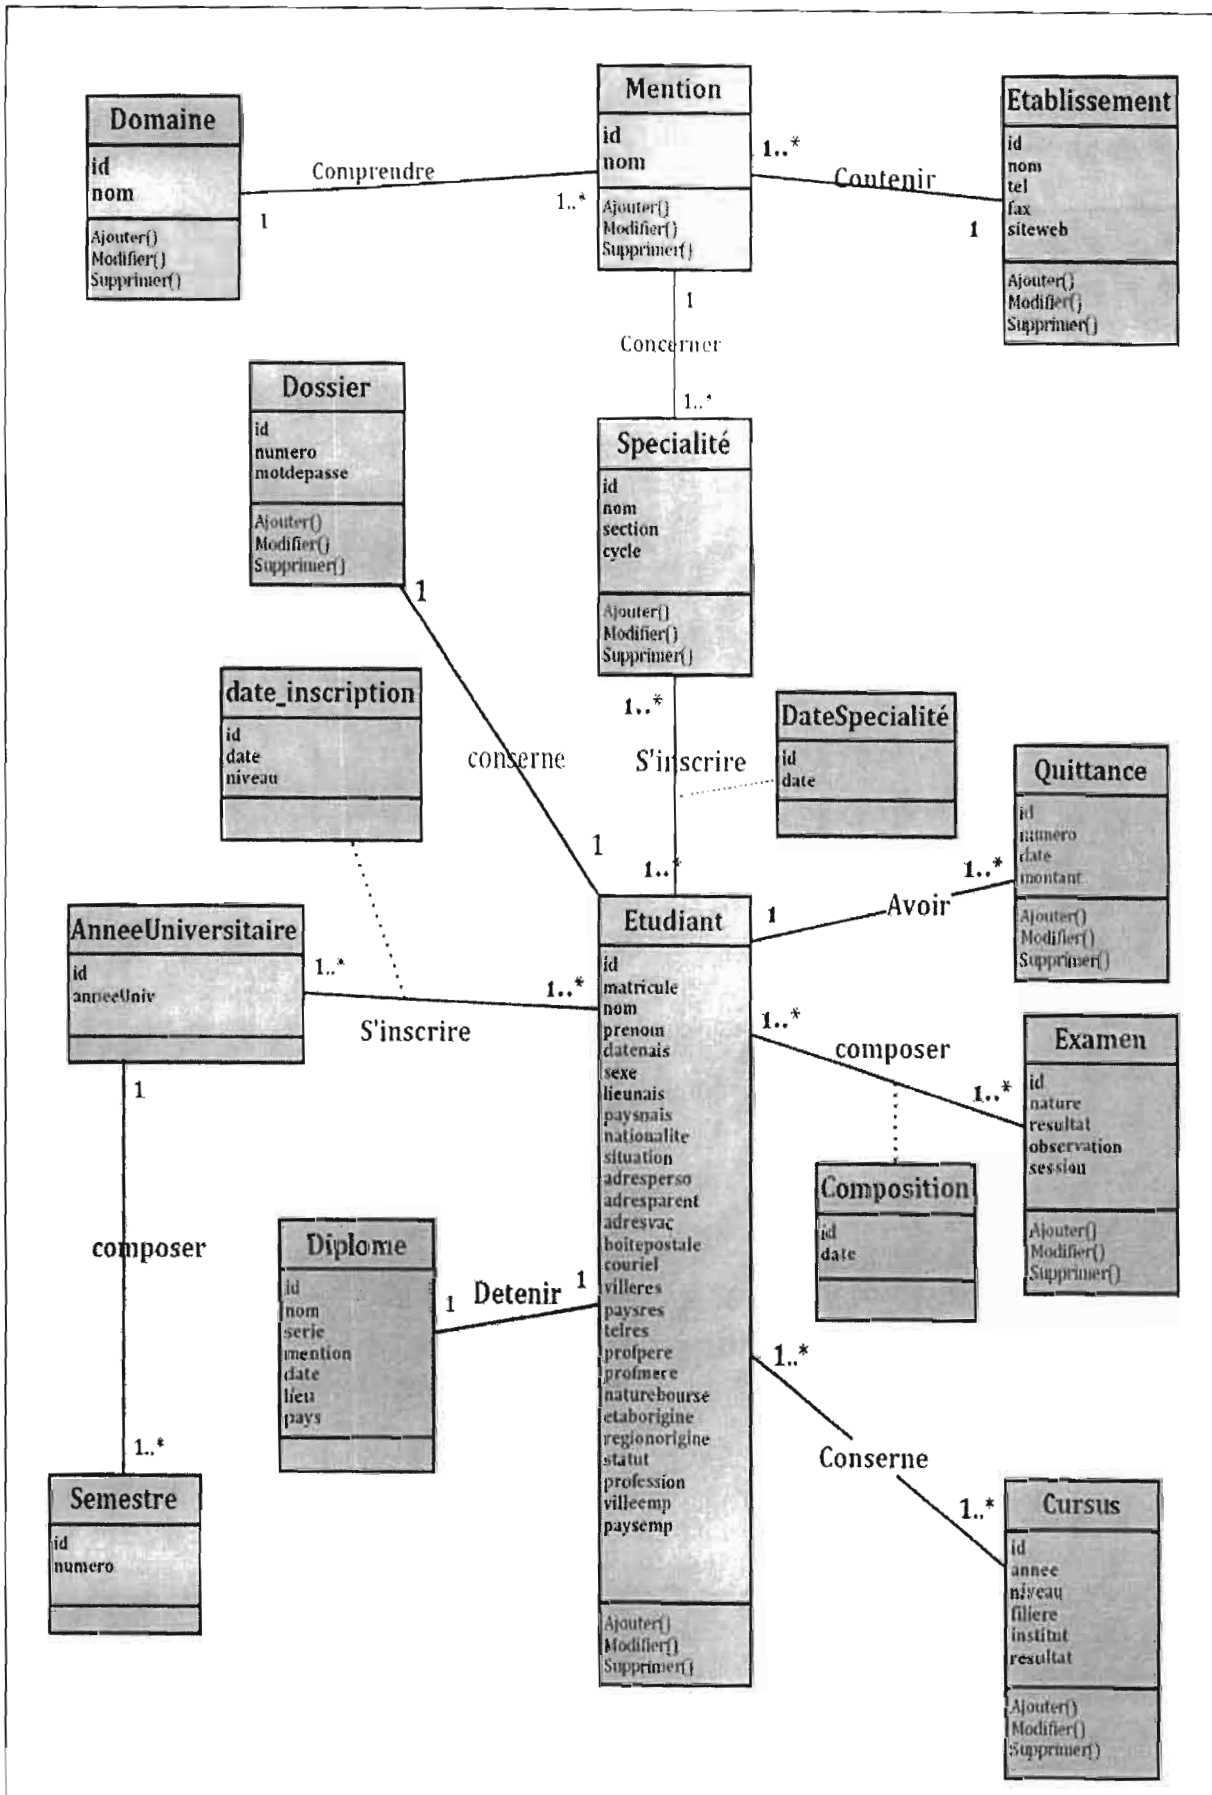 Domaine
id
nom
Ajouter()
Modifier()
Supprimer()
Comprendre
1
1..*
Mention
id
nom
Ajouter()
Modifier()
Supprimer()
1..*
Contenir
1
Etablissement
id
nom
tel
fax
siteweb
Ajouter()
Modifier()
Supprimer()
1
Concerner
1..*
Dossier
id
numero
motdepasse
Ajouter()
Modifier()
Supprimer()
1
conserne
1
Specialité
id
nom
section
cycle
Ajouter()
Modifier()
Supprimer()
1..*
S'inscrire
1..*
date_inscription
id
date
niveau
DateSpecialité
id
date
Quittance
id
numero
date
montant
Ajouter()
Modifier()
Supprimer()
1..*
Avoir
1
AnneeUniversitaire
id
anneeUniv
1..*
S'inscrire
1..*
Etudiant
id
matricule
nom
prenom
datenais
sexe
lieunais
paysnais
nationalite
situation
adresperso
adresparent
adresvac
boitepostale
couriel
villeres
paysres
telres
profpere
profmere
naturebourse
etaborigine
regionorigine
statut
profession
villeemp
paysemp
Ajouter()
Modifier()
Supprimer()
1..*
composer
1..*
Examen
id
nature
resultat
observation
session
Ajouter()
Modifier()
Supprimer()
Composition
id
date
1
composer
1..*
Diplome
id
nom
serie
mention
date
lieu
pays
1
Detenir
1
1..*
Conserne
1..*
Semestre
id
numero
Cursus
id
annee
niveau
filiere
institut
resultat
Ajouter()
Modifier()
Supprimer()